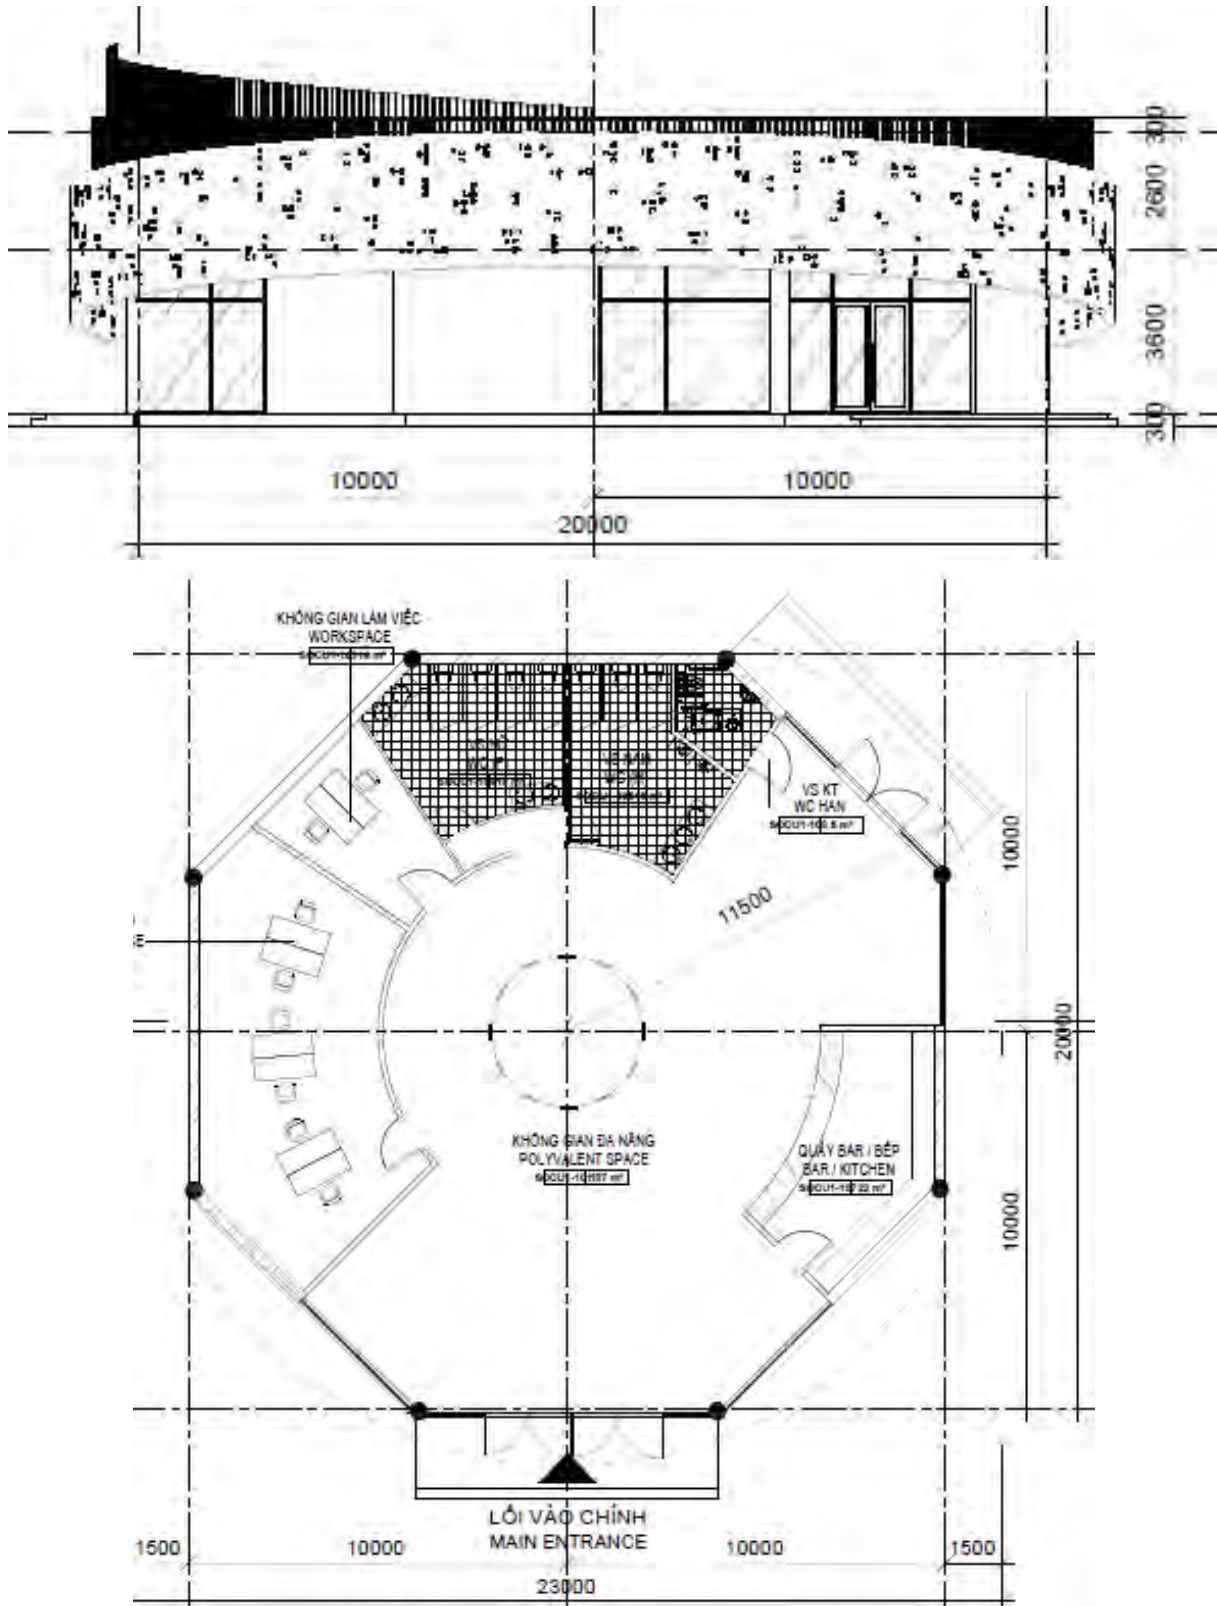 300
2600
3600
300
10000
10000
20000
KHÔNG GIAN LÀM VIỆC
WORKSPACE
VS KT
WC HAN
10000
11500
20000
KHÔNG GIAN ĐA NĂNG
POLYVALENT SPACE
QUẦY BAR / BẾP
BAR / KITCHEN
10000
LỐI VÀO CHÍNH
MAIN ENTRANCE
1500
10000
10000
1500
23000